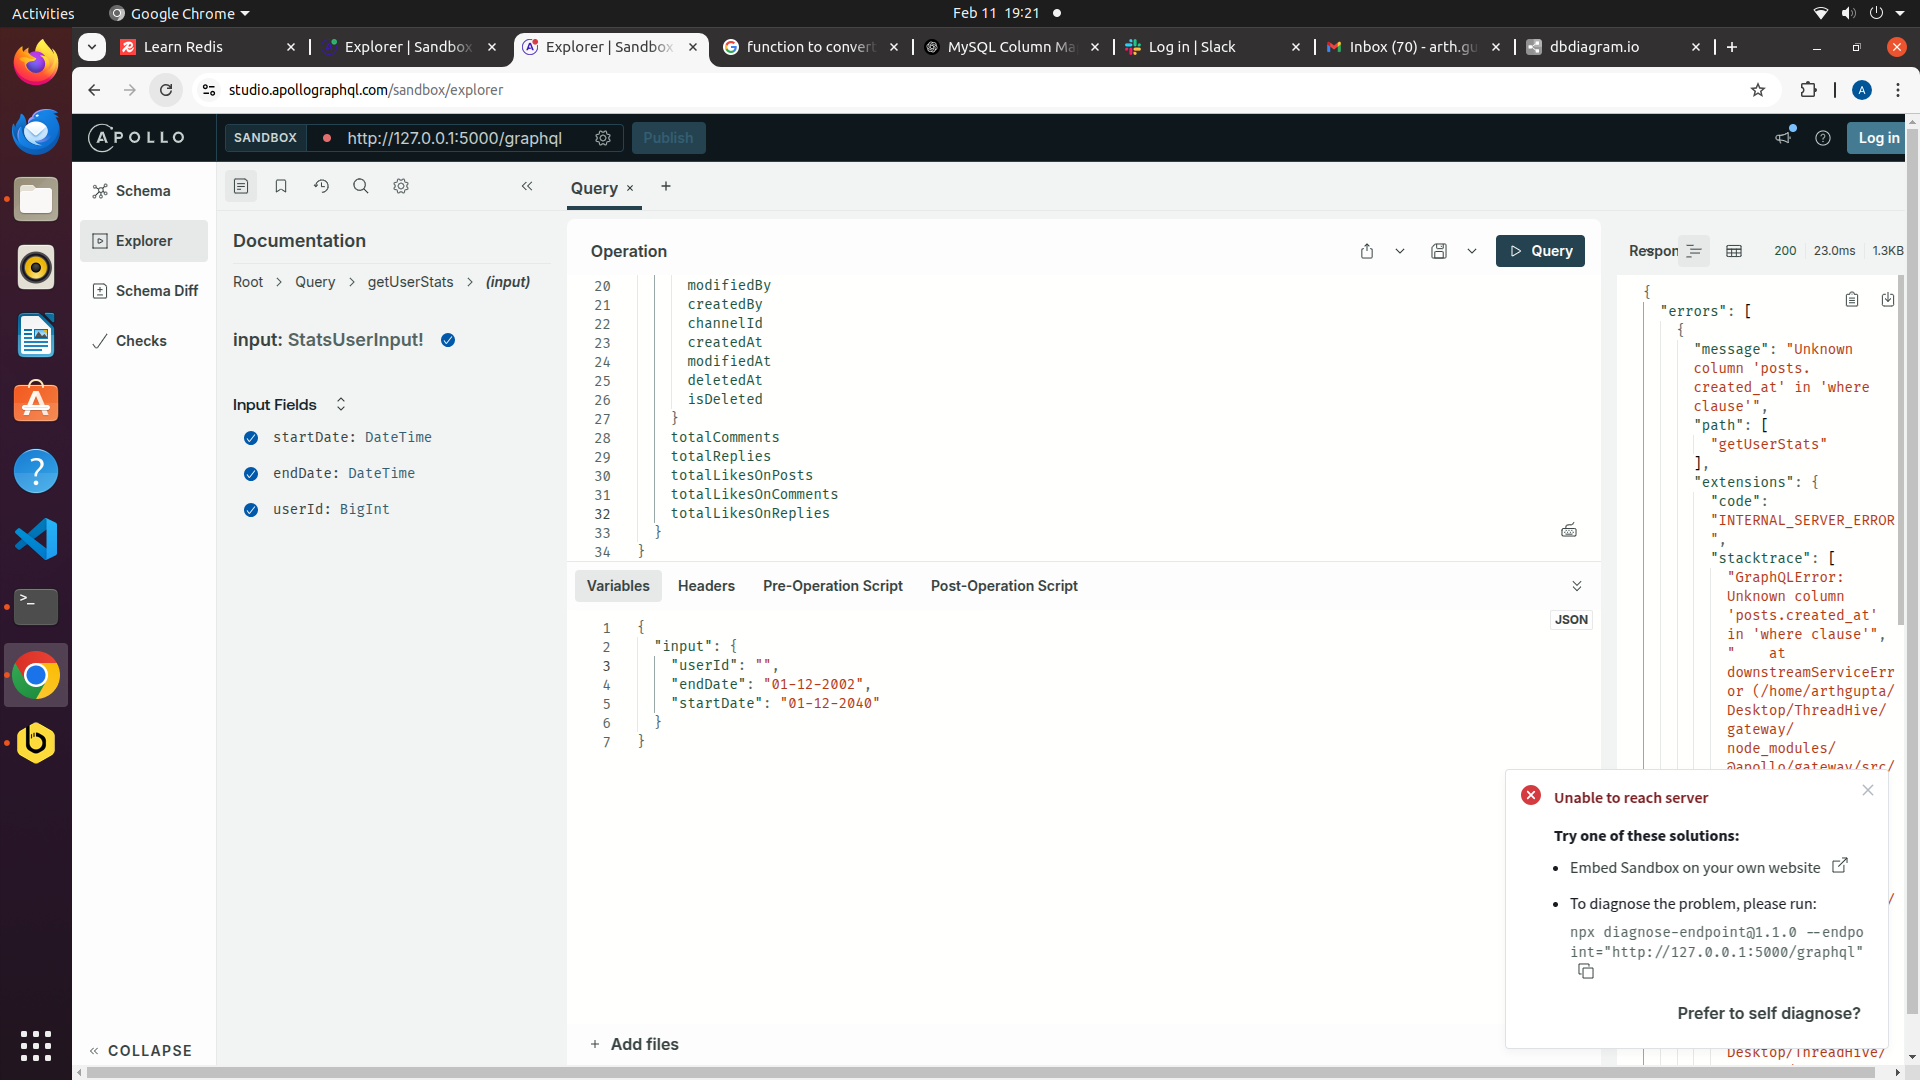 Activities
Google Chrome
Feb 11 19:21
Learn Redis
Explorer | Sandbox
Explorer | Sandbox
function to convert
MySQL Column Ma
Log in | Slack
Inbox (70) - arth.gu
dbdiagram.io
studio.apollographql.com/sandbox/explorer
A
APOLLO
SANDBOX
http://127.0.0.1:5000/graphql
Publish
Log in
Schema
Explorer
Schema Diff
Checks
COLLAPSE
Documentation
Root > Query > getUserStats > (input)
input: StatsUserInput!
Input Fields
startDate: DateTime
endDate: DateTime
userId: BigInt
Query
Operation
Query
20 modifiedBy
21 createdBy
22 channelId
23 createdAt
24 modifiedAt
25 deletedAt
26 isDeleted
27 }
28 totalComments
29 totalReplies
30 totalLikesOnPosts
31 totalLikesOnComments
32 totalLikesOnReplies
33 }
34 }
Variables
Headers
Pre-Operation Script
Post-Operation Script
JSON
1 {
2 "input": {
3 "userId": "",
4 "endDate": "01-12-2002",
5 "startDate": "01-12-2040"
6 }
7 }
+ Add files
Respon
200
23.0ms
1.3KB
{
"errors": [
{
"message": "Unknown
column 'posts.
created_at' in 'where
clause'",
"path": [
"getUserStats"
],
"extensions": {
"code":
"INTERNAL_SERVER_ERROR
",
"stacktrace": [
"GraphQLError:
Unknown column
'posts.created_at'
in 'where clause'",
" at
downstreamServiceErr
or (/home/arthgupta/
Desktop/ThreadHive/
gateway/
node_modules/
@apollo/gateway/src/
Desktop/ThreadHive/
Unable to reach server
Try one of these solutions:
• Embed Sandbox on your own website
• To diagnose the problem, please run:
npx diagnose-endpoint@1.1.0 --endpo
int="http://127.0.0.1:5000/graphql"
Prefer to self diagnose?